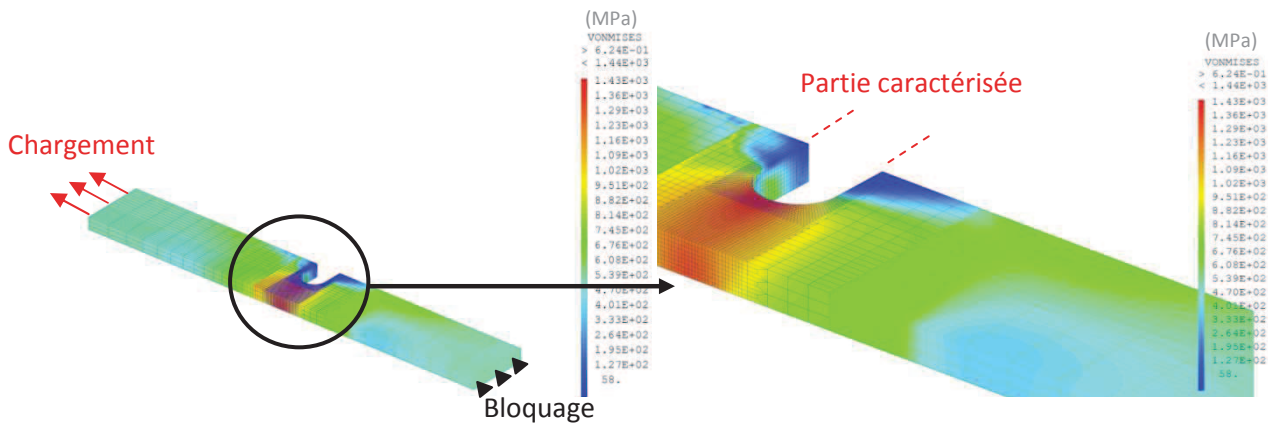 (MPa)
VONMISES
> 6.24E-01
< 1.44E+03
1.43E+03
1.36E+03
1.29E+03
1.23E+03
1.16E+03
1.09E+03
1.02E+03
9.51E+02
8.82E+02
8.14E+02
7.45E+02
6.76E+02
6.08E+02
5.39E+02
4.70E+02
4.01E+02
3.33E+02
2.64E+02
1.95E+02
1.27E+02
58.
Chargement
Bloquage
Partie caractérisée
(MPa)
VONMISES
> 6.24E-01
< 1.44E+03
1.43E+03
1.36E+03
1.29E+03
1.23E+03
1.16E+03
1.09E+03
1.02E+03
9.51E+02
8.82E+02
8.14E+02
7.45E+02
6.76E+02
6.08E+02
5.39E+02
4.70E+02
4.01E+02
3.33E+02
2.64E+02
1.95E+02
1.27E+02
58.